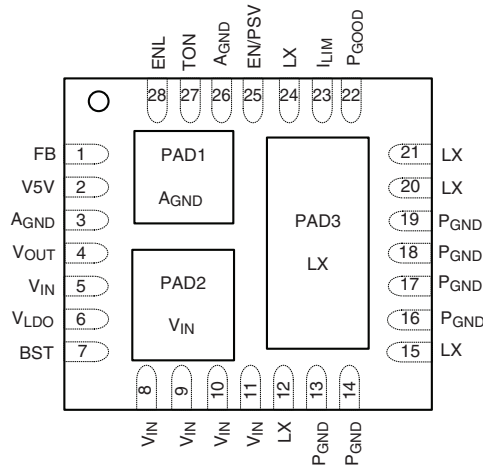 ENL
TON
AGND
EN/PSV
LX
ILIM
PGOOD
28
27
26
25
24
23
22
FB 1
V5V 2
AGND 3
VOUT 4
VIN 5
VLDO 6
BST 7
PAD1
AGND
PAD2
VIN
PAD3
LX
21 LX
20 LX
19 PGND
18 PGND
17 PGND
16 PGND
15 LX
8
9
10
11
12
13
14
VIN
VIN
VIN
VIN
LX
PGND
PGND